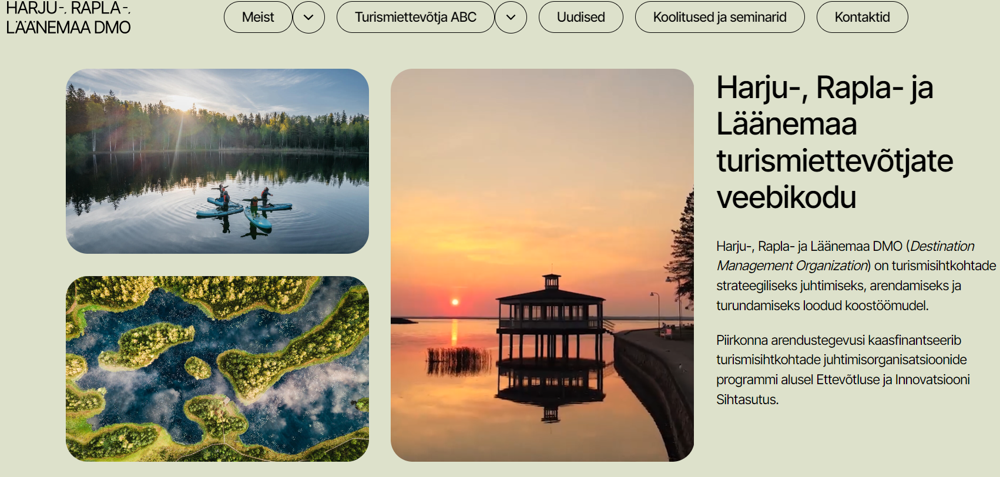 HARJU-, RAPLA-,
LÄÄNEMAA DMO
Meist
Turismiettevõtja ABC
Uudised
Koolitused ja seminarid
Kontaktid
Harju-, Rapla- ja
Läänemaa
turismiettevõtjate
veebikodu
Harju-, Rapla- ja Läänemaa DMO (Destination
Management Organization) on turismisihtkohtade
strateegiliseks juhtimiseks, arendamiseks ja
turundamiseks loodud koostöömudel.
Piirkonna arendustegevusi kaasfinantseerib
turismisihtkohtade juhtimisorganisatsioonide
programmi alusel Ettevõtluse ja Innovatsiooni
Sihtasutus.